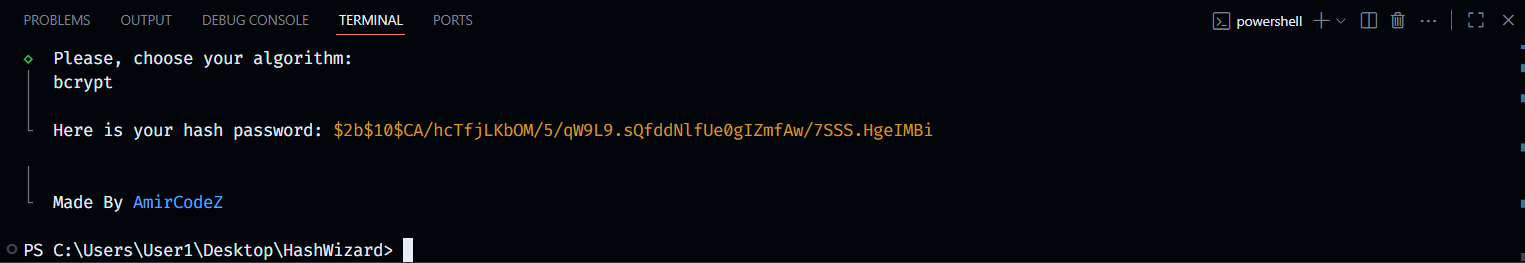 PROBLEMS OUTPUT DEBUG CONSOLE TERMINAL PORTS powershell
Please, choose your algorithm:
bcrypt
Here is your hash password: $2b$10$CA/hcTfjLKbOM/5/qW9L9.sQfddNlfUe0gIZmfAw/7SSS.HgeIMBi
Made By AmirCodeZ
PS C:\Users\User1\Desktop\HashWizard>